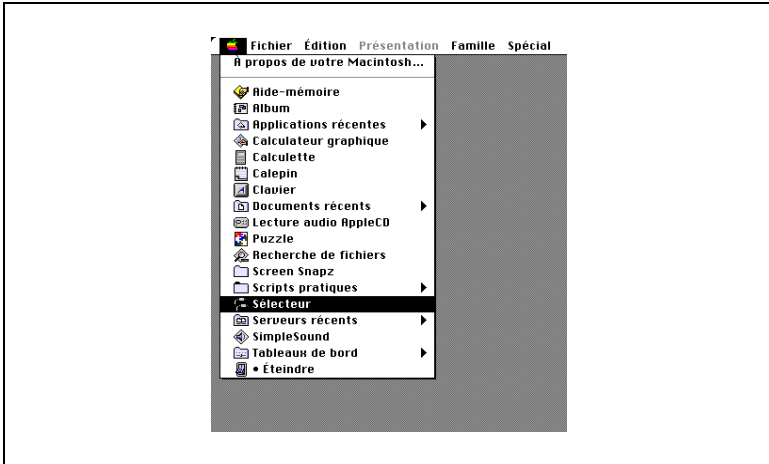 Fichier Édition Présentation Famille Spécial
À propos de votre Macintosh...
Aide-mémoire
Album
Applications récentes
Calculateur graphique
Calculette
Calepin
Clavier
Documents récents
Lecture audio AppleCD
Puzzle
Recherche de fichiers
Screen Snapz
Scripts pratiques
Sélecteur
Serveurs récents
SimpleSound
Tableaux de bord
• Éteindre